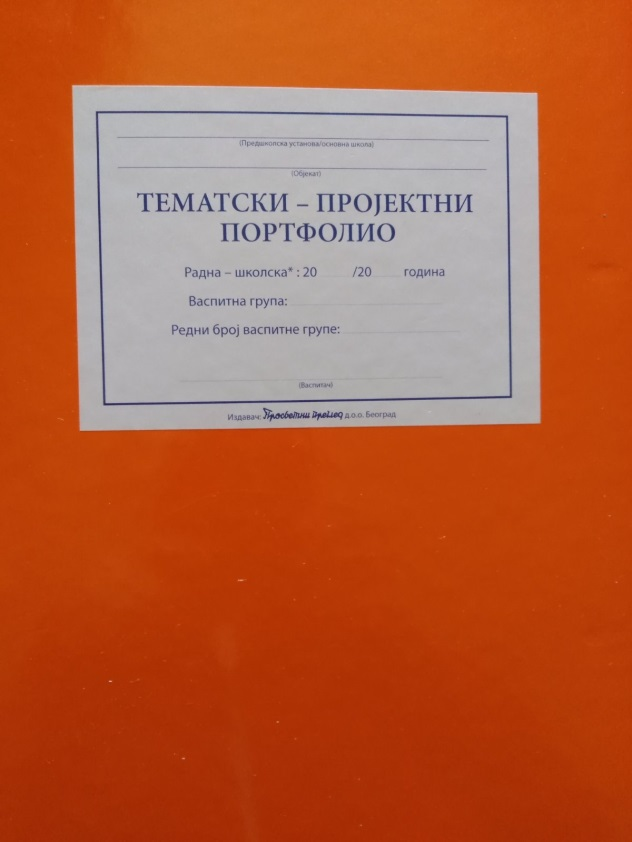 (Предшколска установа/основна школа)
(Објекат)
ТЕМАТСКИ – ПРОЈЕКТНИ
ПОРТФОЛИО
Радна – школска* : 20 /20 година
Васпитна група:
Редни број васпитне групе:
(Васпитач)
Издавач: Просветни преглед д.о.о. Београд